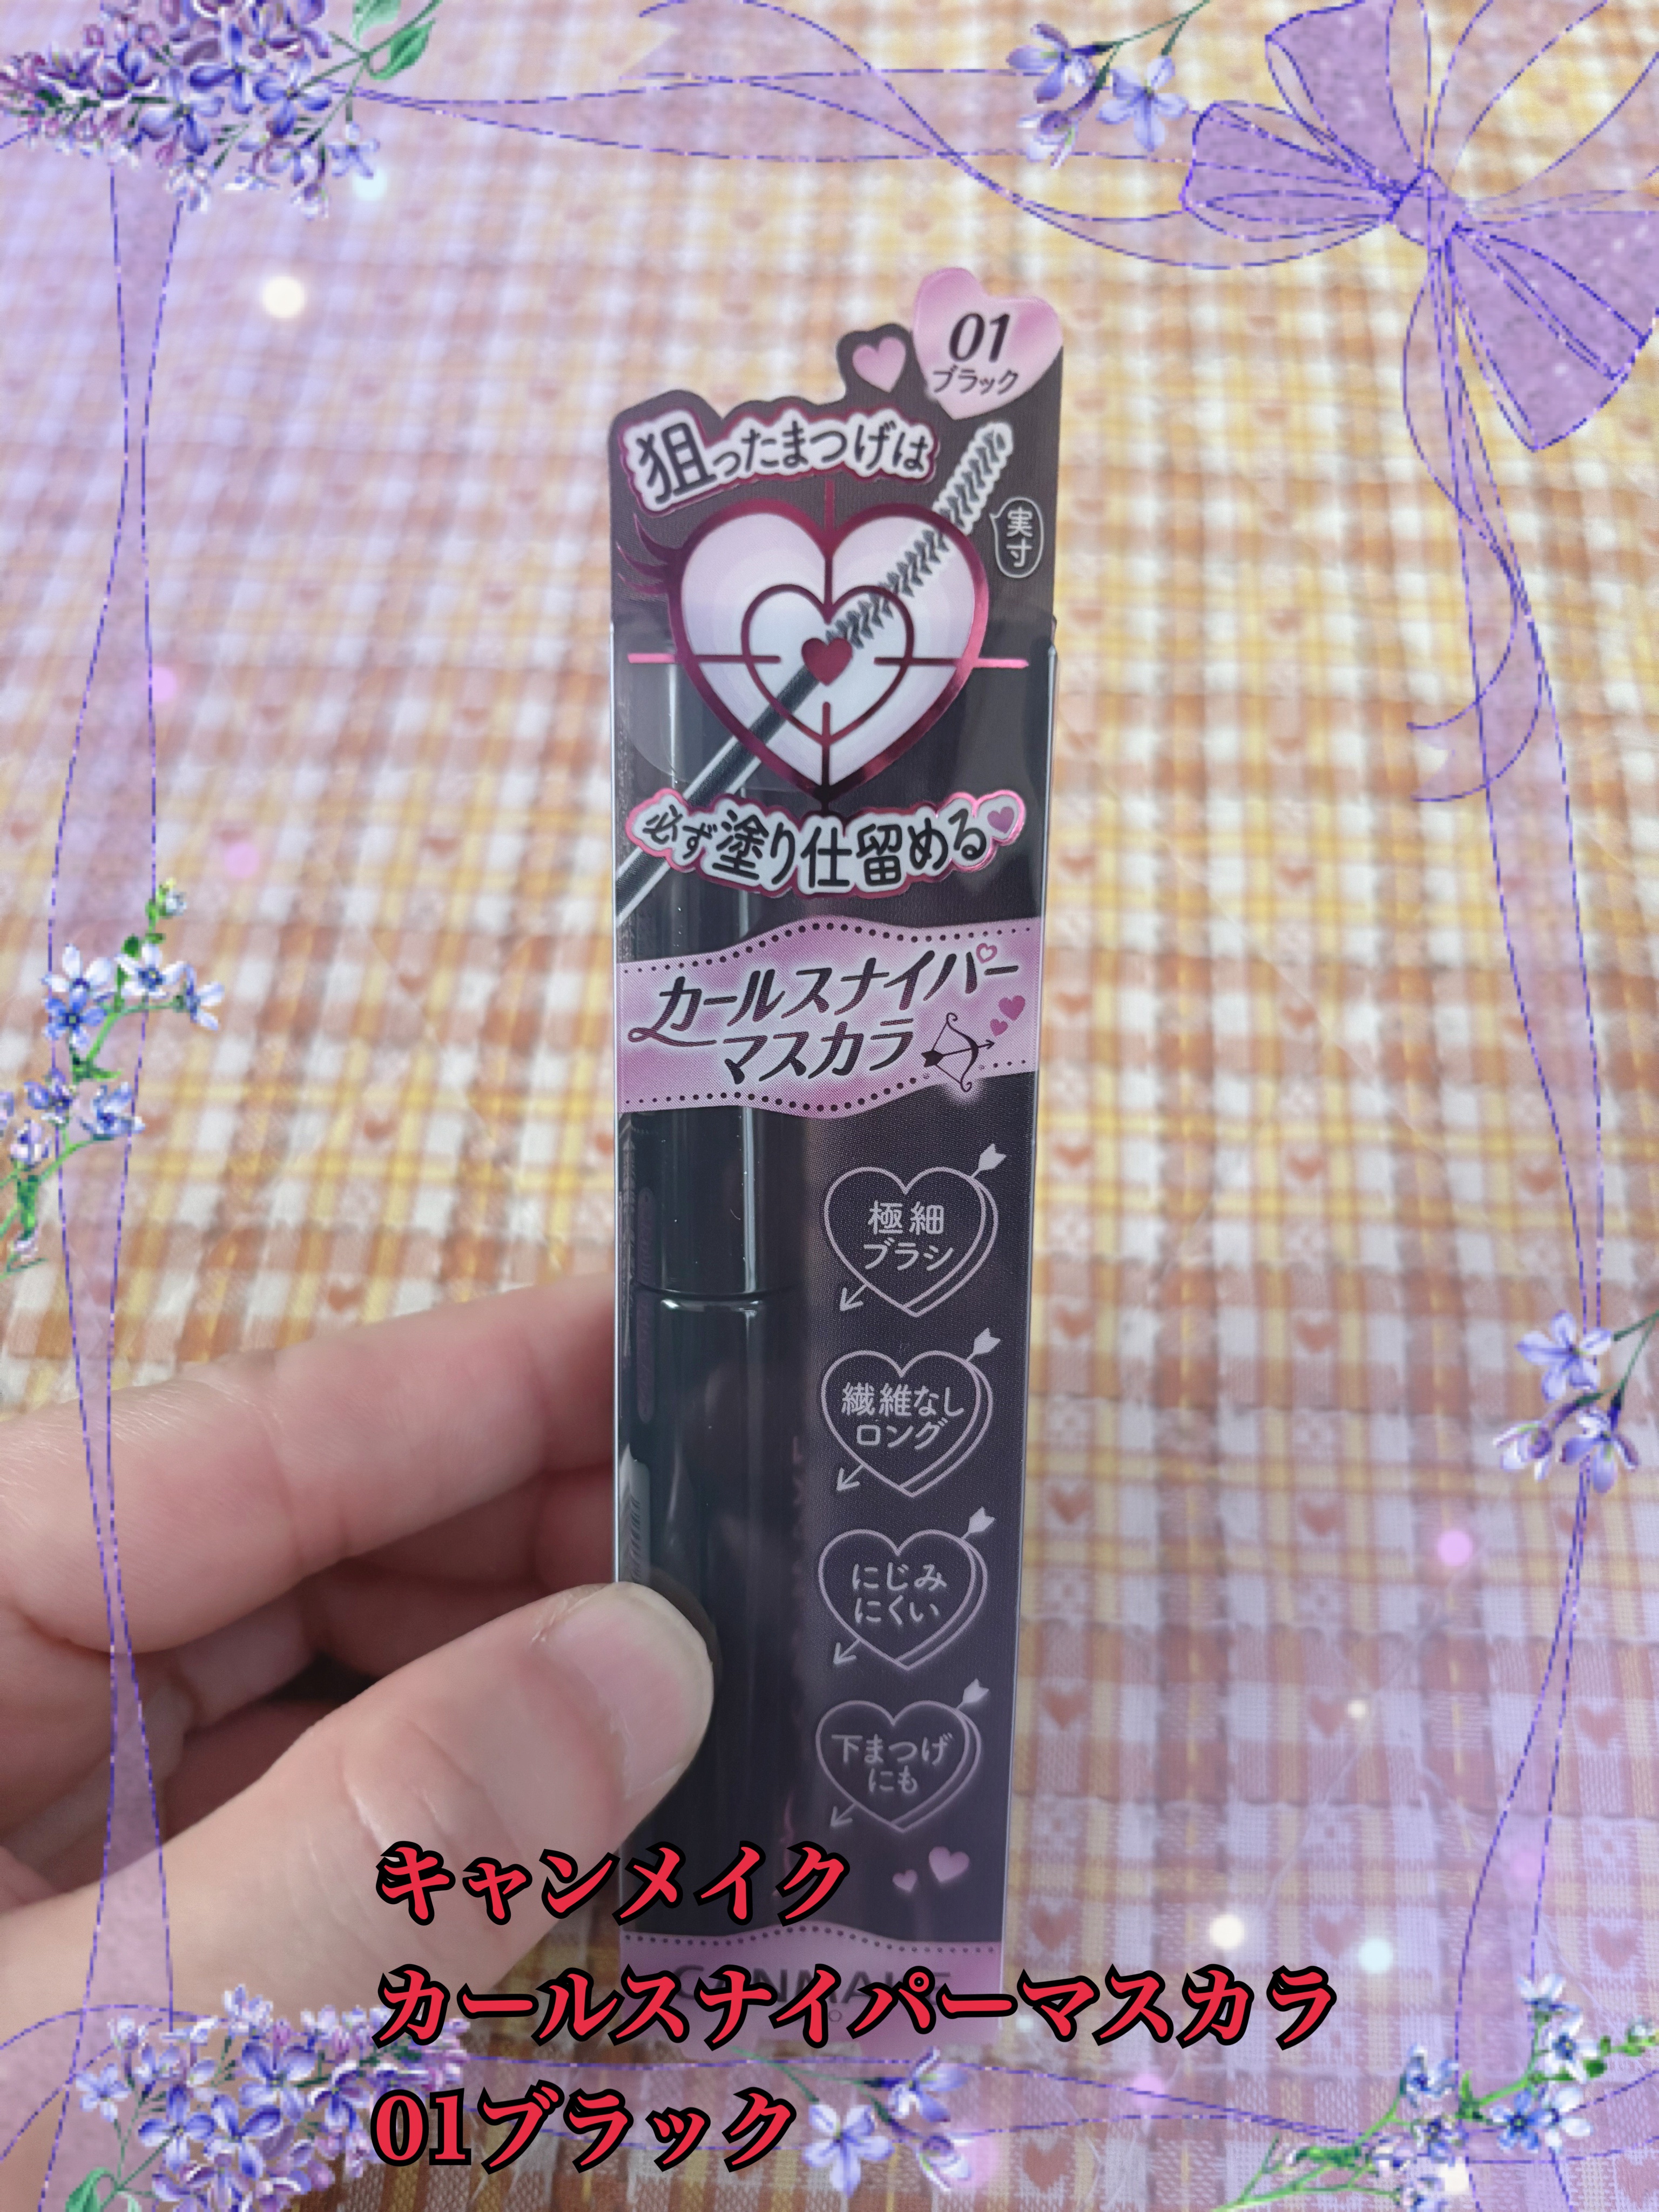 01
ブラック
狙ったまつげは
実寸
必ず塗り仕留める
カールスナイパー
マスカラ
極細
ブラシ
繊維なし
ロング
にじみ
にくい
下まつげ
にも
キャンメイク
CANMAKE
カールスナイパーマスカラ
01ブラック